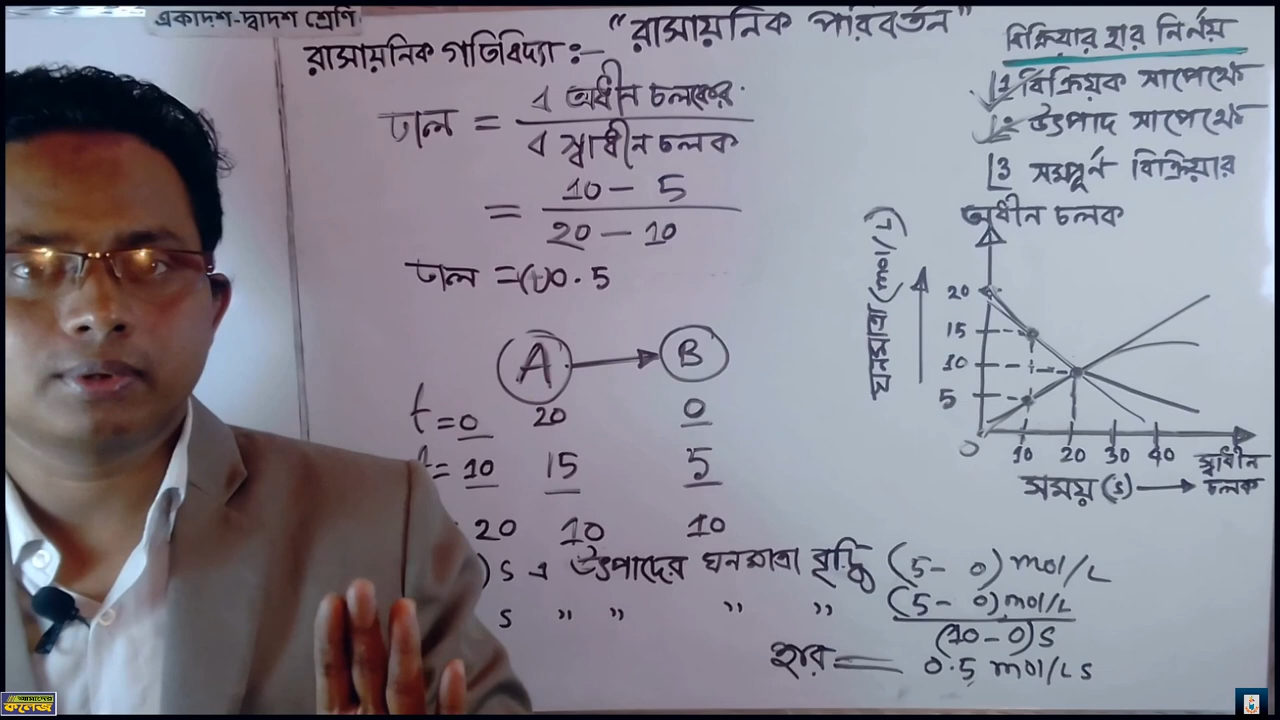 একাদশ-দ্বাদশ শ্রেণি
"রাসায়নিক পরিবর্তন"
রাসায়নিক গতিবিদ্যা :-
ঢাল = Δ অধীন চলকের / Δ স্বাধীন চলক
= 10 - 5 / 20 - 10
ঢাল = (+)0.5
A → B
t = 0 20 0
t = 10 15 5
20 10 10
) s এ উৎপাদের ঘনমাত্রা বৃদ্ধি (5 - 0) mol/L
s " " " " (5 - 0) mol/L / (10 - 0) s
হার = 0.5 mol/Ls
বিক্রিয়ার হার নির্ণয়
1 বিক্রিয়ক সাপেক্ষে
2 উৎপাদ সাপেক্ষে
3 সম্পূর্ণ বিক্রিয়ার
অধীন চলক
ঘনমাত্রা (mol/L)
20
15
10
5
0
10 20 30 40 স্বাধীন চলক
সময় (s)
আমাদের
কলেজ